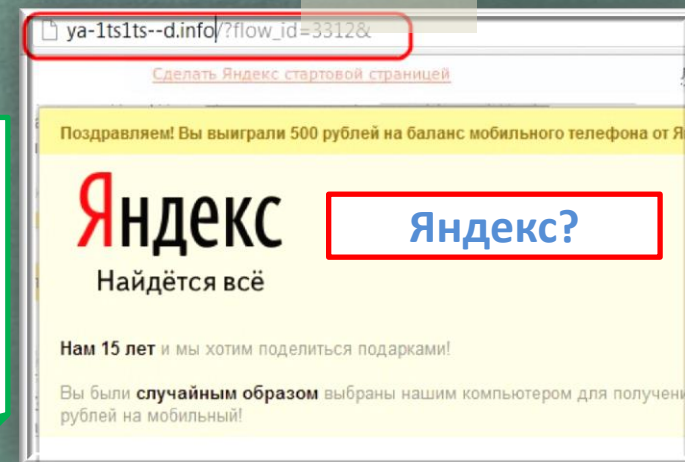 ya-1ts1ts--d.info/?flow_id=3312&
Сделать Яндекс стартовой страницей
Поздравляем! Вы выиграли 500 рублей на баланс мобильного телефона от
Яндекс
Яндекс?
Найдётся всё
Нам 15 лет и мы хотим поделиться подарками!
Вы были случайным образом выбраны нашим компьютером для
рублей на мобильный!